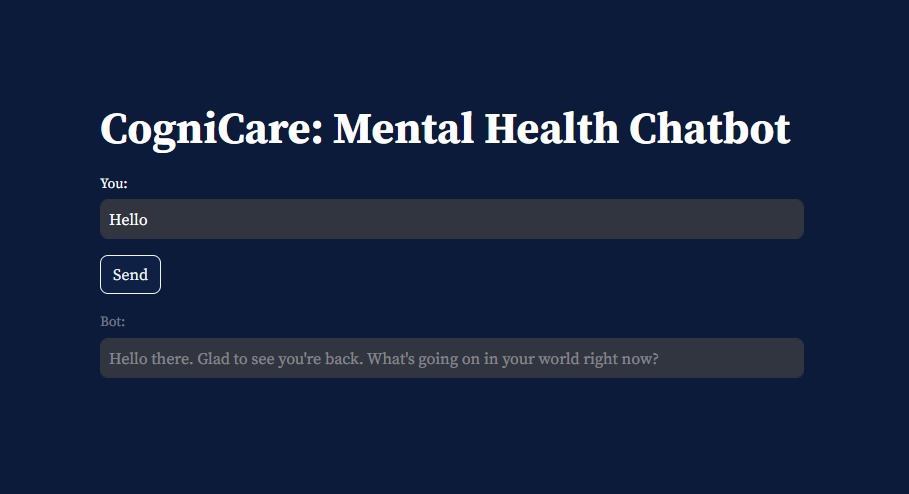 CogniCare: Mental Health Chatbot
You:
Hello
Send
Bot:
Hello there. Glad to see you're back. What's going on in your world right now?